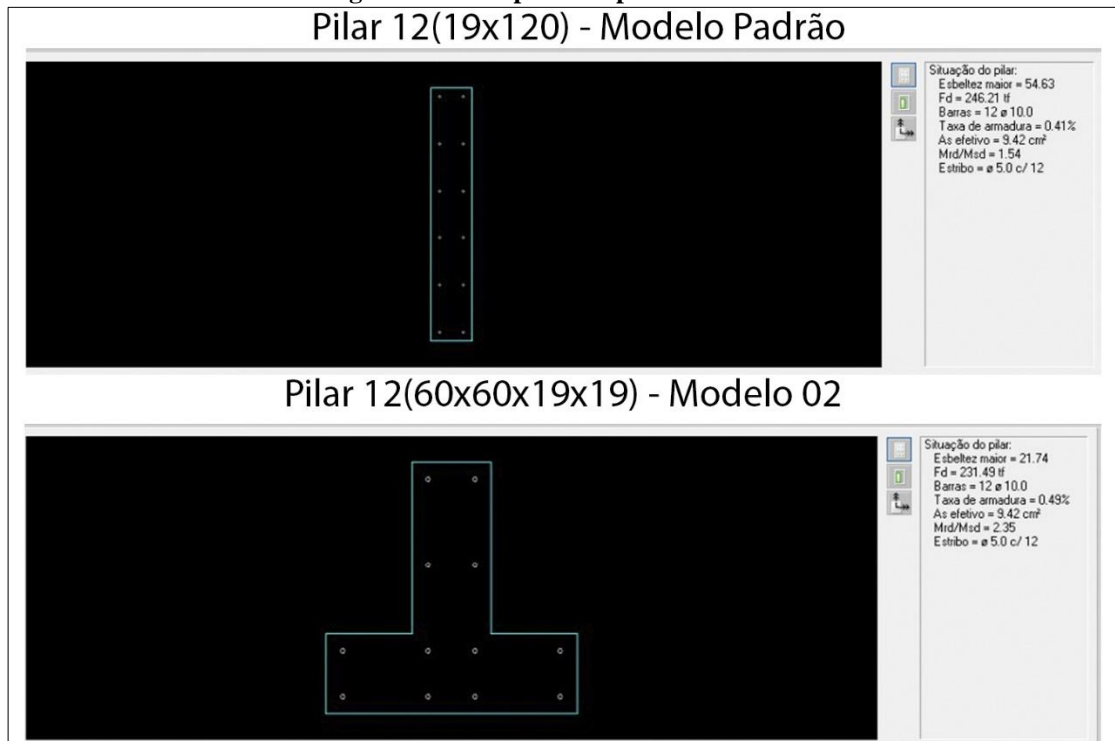 Pilar 12(19x120) - Modelo Padrão
Situação do pilar:
Esbeltez maior = 54.63
Fd = 246.21 tf
Barras = 12 ø 10.0
Taxa de armadura = 0.41%
As efetivo = 9.42 cm²
Mrd/Msd = 1.54
Estribo = ø 5.0 c/ 12
Pilar 12(60x60x19x19) - Modelo 02
Situação do pilar:
Esbeltez maior = 21.74
Fd = 231.49 tf
Barras = 12 ø 10.0
Taxa de armadura = 0.49%
As efetivo = 9.42 cm²
Mrd/Msd = 2.35
Estribo = ø 5.0 c/ 12